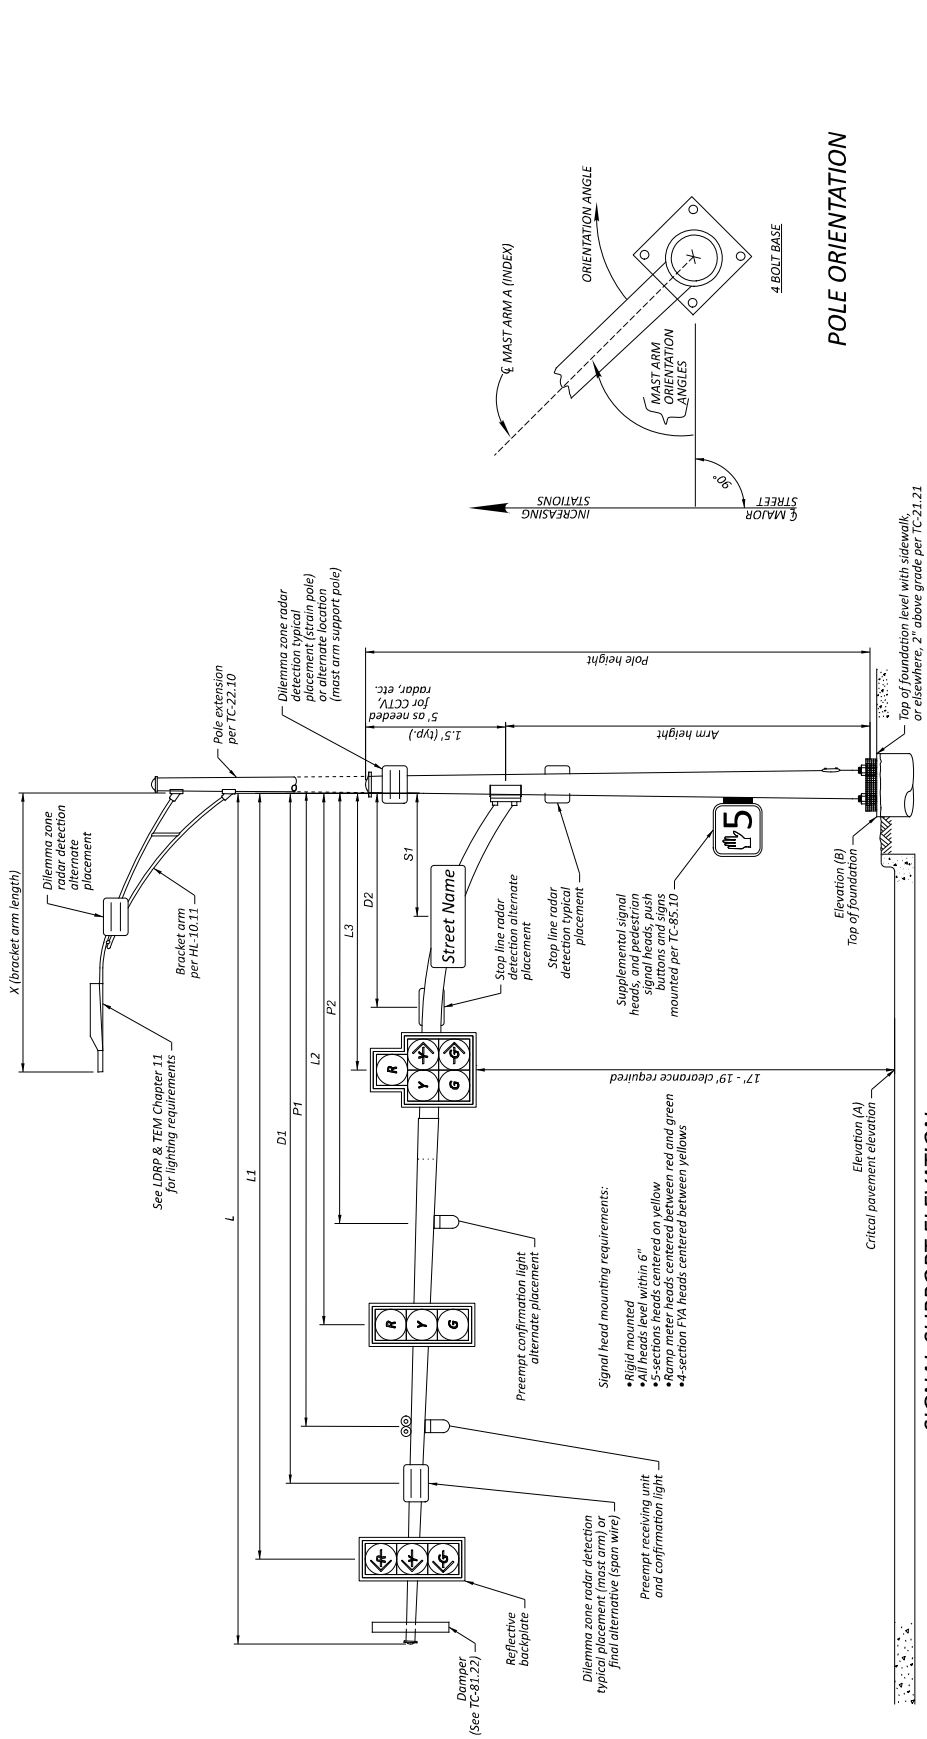 X (bracket arm length)
Dilemma zone
radar detection
alternate
placement
Bracket arm
per HL-10.11
See LDRP & TEM Chapter 11
for lighting requirements
Pole extension
per TC-22.10
Dilemma zone radar
detection typical
placement (strain pole)
or alternate location
(mast arm support pole)
L
L1
D1
P1
L2
P2
L3
D2
S1
5' as needed
for CCTV,
radar, etc.
1.5' (typ.)
Pole height
Arm height
Street Name
R
Y
Y
G
G
R
Y
G
R
Y
G
5
Stop line radar
detection alternate
placement
Stop line radar
detection typical
placement
Supplemental signal
heads, and pedestrian
signal heads, push
buttons and signs
mounted per TC-85.10
17' - 19' clearance required
Elevation (B)
Top of foundation
Top of foundation level with sidewalk,
or elsewhere, 2" above grade per TC-21.21
Elevation (A)
Critcal pavement elevation
Preempt confirmation light
alternate placement
Signal head mounting requirements:
•Rigid mounted
•All heads level within 6"
•5-sections heads centered on yellow
•Ramp meter heads centered between red and green
•4-section FYA heads centered between yellows
Preempt receiving unit
and confirmation light
Dilemma zone radar detection
typical placement (mast arm) or
final alternative (span wire)
Reflective
backplate
Damper
(See TC-81.22)
℄ MAST ARM A (INDEX)
ORIENTATION ANGLE
MAST ARM
ORIENTATION
ANGLES
INCREASING
STATIONS
90°
℄ MAJOR
STREET
4 BOLT BASE
POLE ORIENTATION